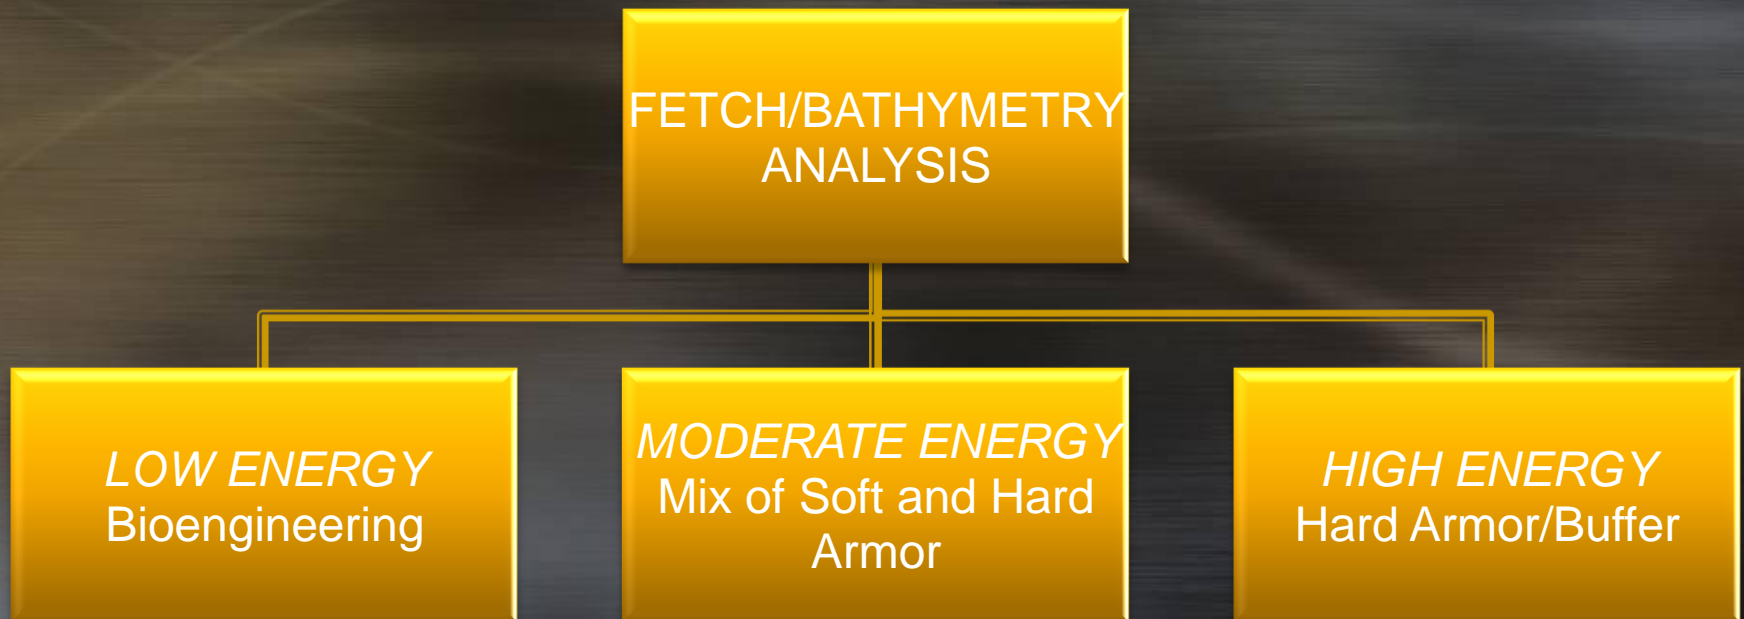 FETCH/BATHYMETRY
ANALYSIS
LOW ENERGY
Bioengineering
MODERATE ENERGY
Mix of Soft and Hard
Armor
HIGH ENERGY
Hard Armor/Buffer